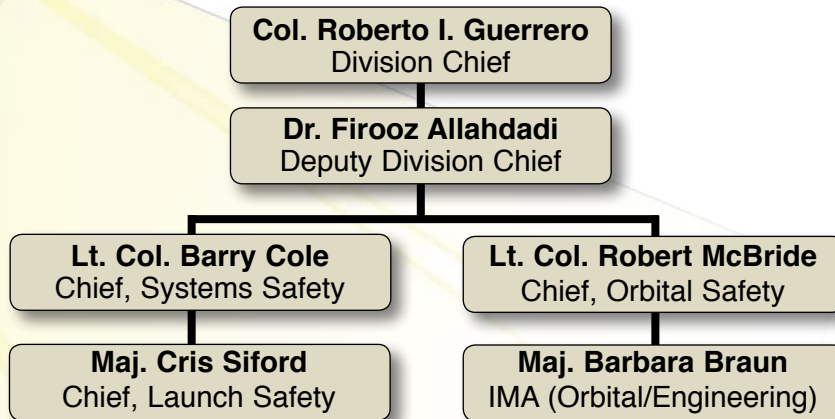 Col. Roberto I. Guerrero
Division Chief
Dr. Firooz Allahdadi
Deputy Division Chief
Lt. Col. Barry Cole
Chief, Systems Safety
Lt. Col. Robert McBride
Chief, Orbital Safety
Maj. Cris Siford
Chief, Launch Safety
Maj. Barbara Braun
IMA (Orbital/Engineering)